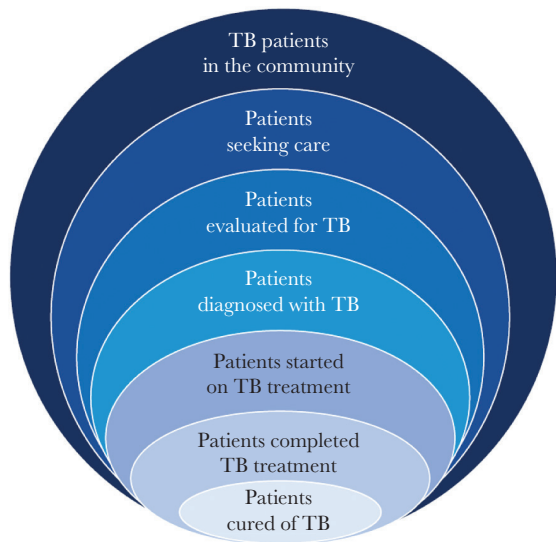 TB patients
in the community
Patients
seeking care
Patients
evaluated for TB
Patients
diagnosed with TB
Patients started
on TB treatment
Patients completed
TB treatment
Patients
cured of TB